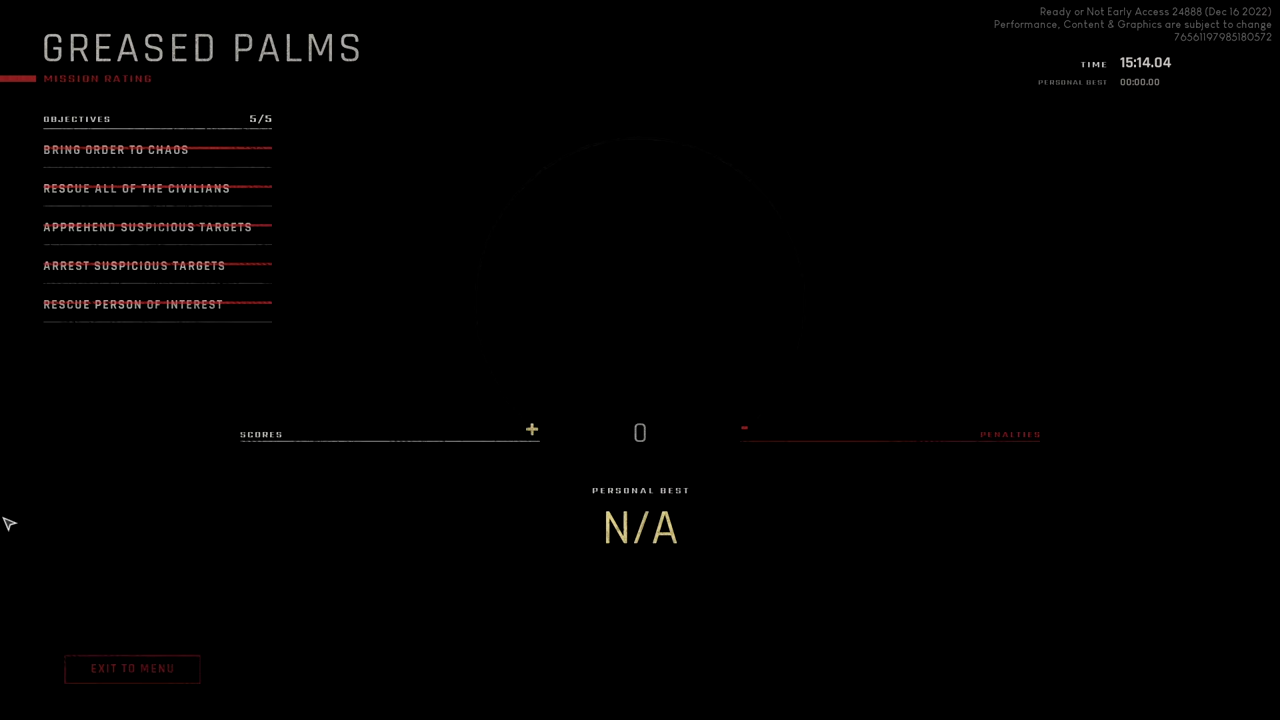 Ready or Not Early Access 24888 (Dec 16 2022)
Performance, Content & Graphics are subject to change
76561197985180572
GREASED PALMS
MISSION RATING
TIME 15:14.04
PERSONAL BEST 00:00.00
OBJECTIVES 5/5
BRING ORDER TO CHAOS
RESCUE ALL OF THE CIVILIANS
APPREHEND SUSPICIOUS TARGETS
ARREST SUSPICIOUS TARGETS
RESCUE PERSON OF INTEREST
SCORES + 0 - PENALTIES
PERSONAL BEST
N/A
EXIT TO MENU